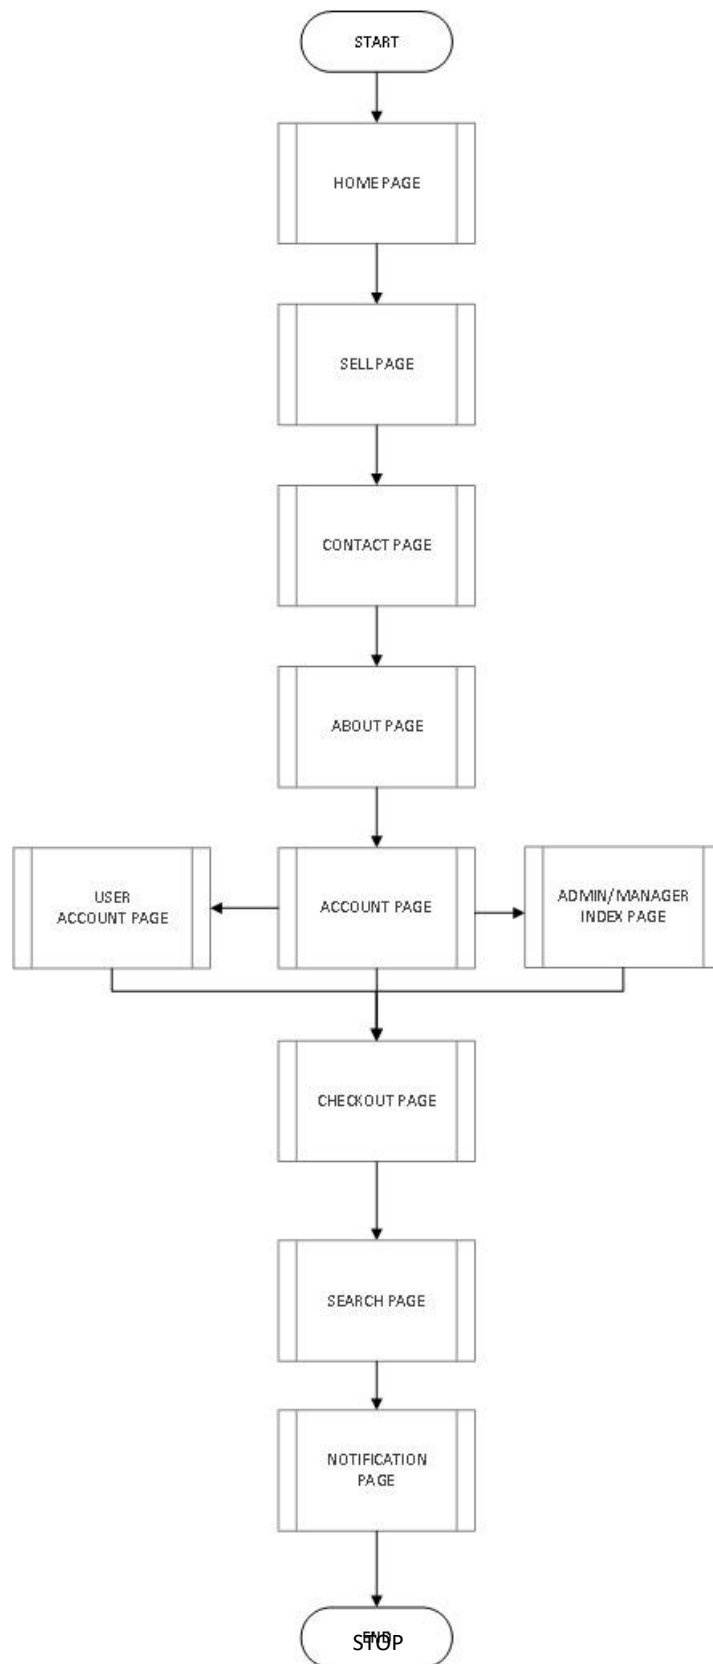 START
HOME PAGE
SELL PAGE
CONTACT PAGE
ABOUT PAGE
USER
ACCOUNT PAGE
ACCOUNT PAGE
ADMIN/MANAGER
INDEX PAGE
CHECKOUT PAGE
SEARCH PAGE
NOTIFICATION
PAGE
END
STOP